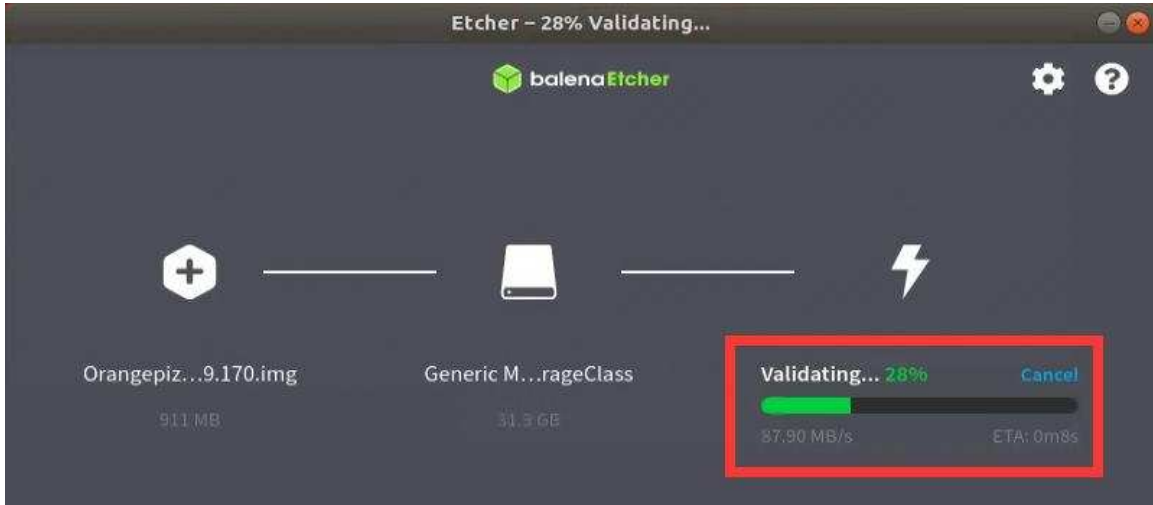 Etcher – 28% Validating...
balenaEtcher
Orangepiz...9.170.img
911 MB
Generic M...rageClass
31.9 GB
Validating... 28%
Cancel
87.90 MB/s
ETA: 0m8s